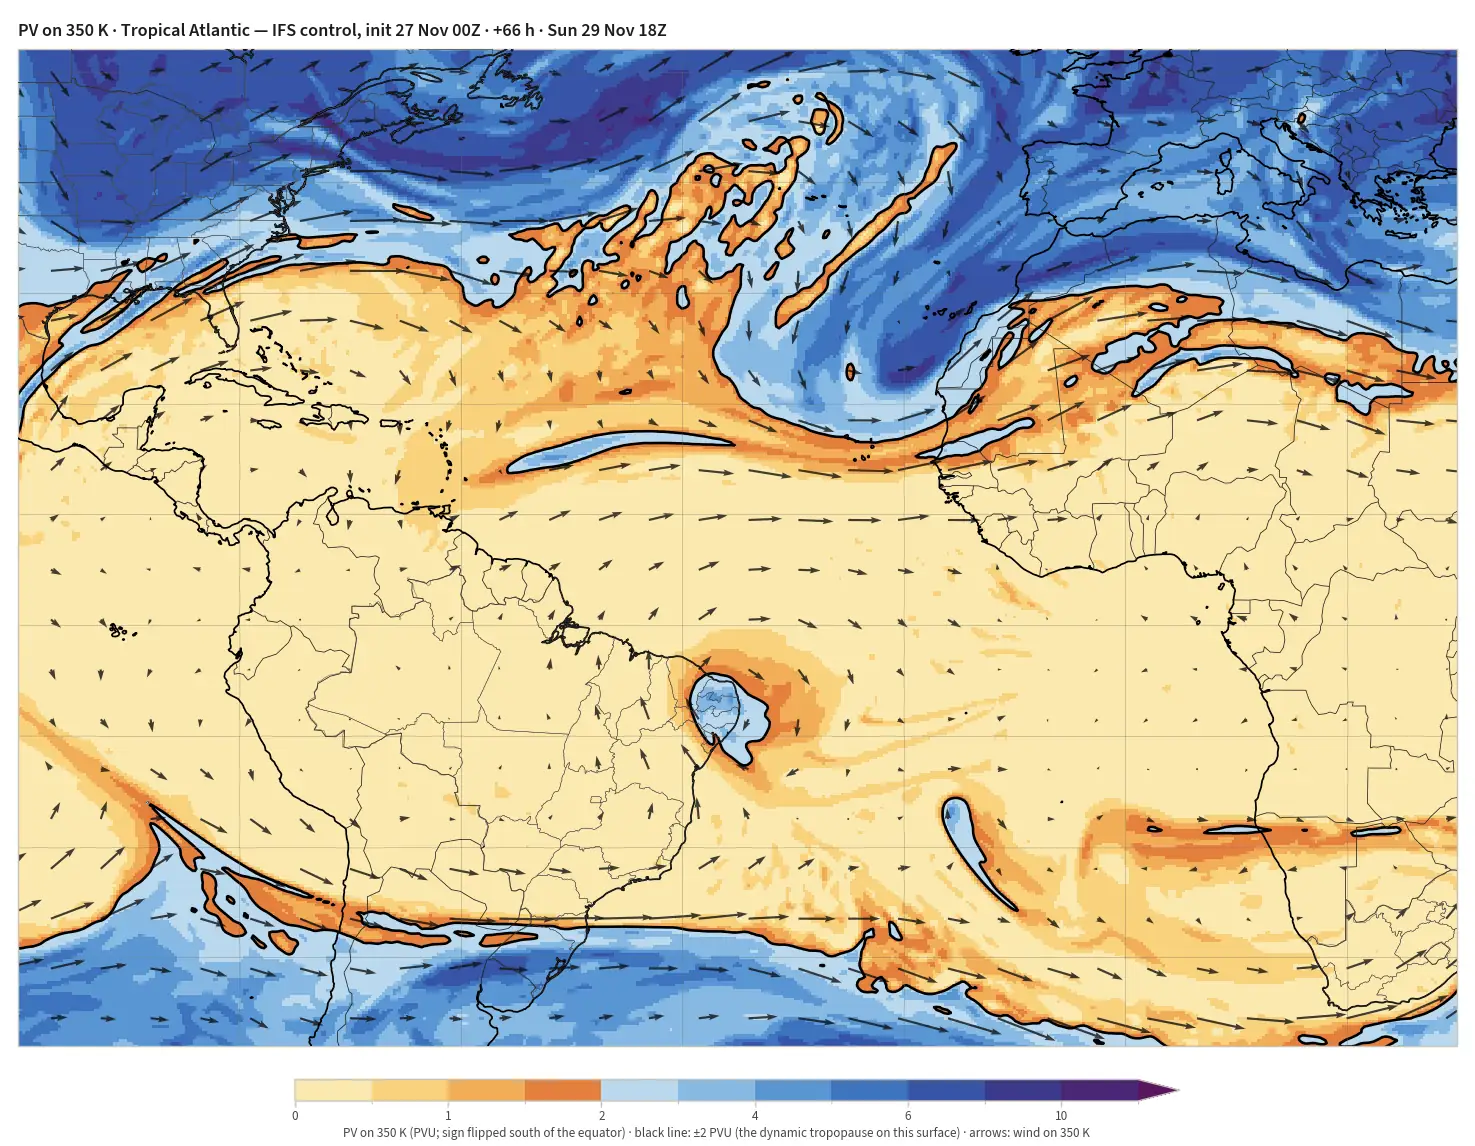 PV on 350 K · Tropical Atlantic — IFS control, init 27 Nov 00Z · +66 h · Sun 29 Nov 18Z
0 1 2 4 6 10
PV on 350 K (PVU; sign flipped south of the equator) · black line: ±2 PVU (the dynamic tropopause on this surface) · arrows: wind on 350 K